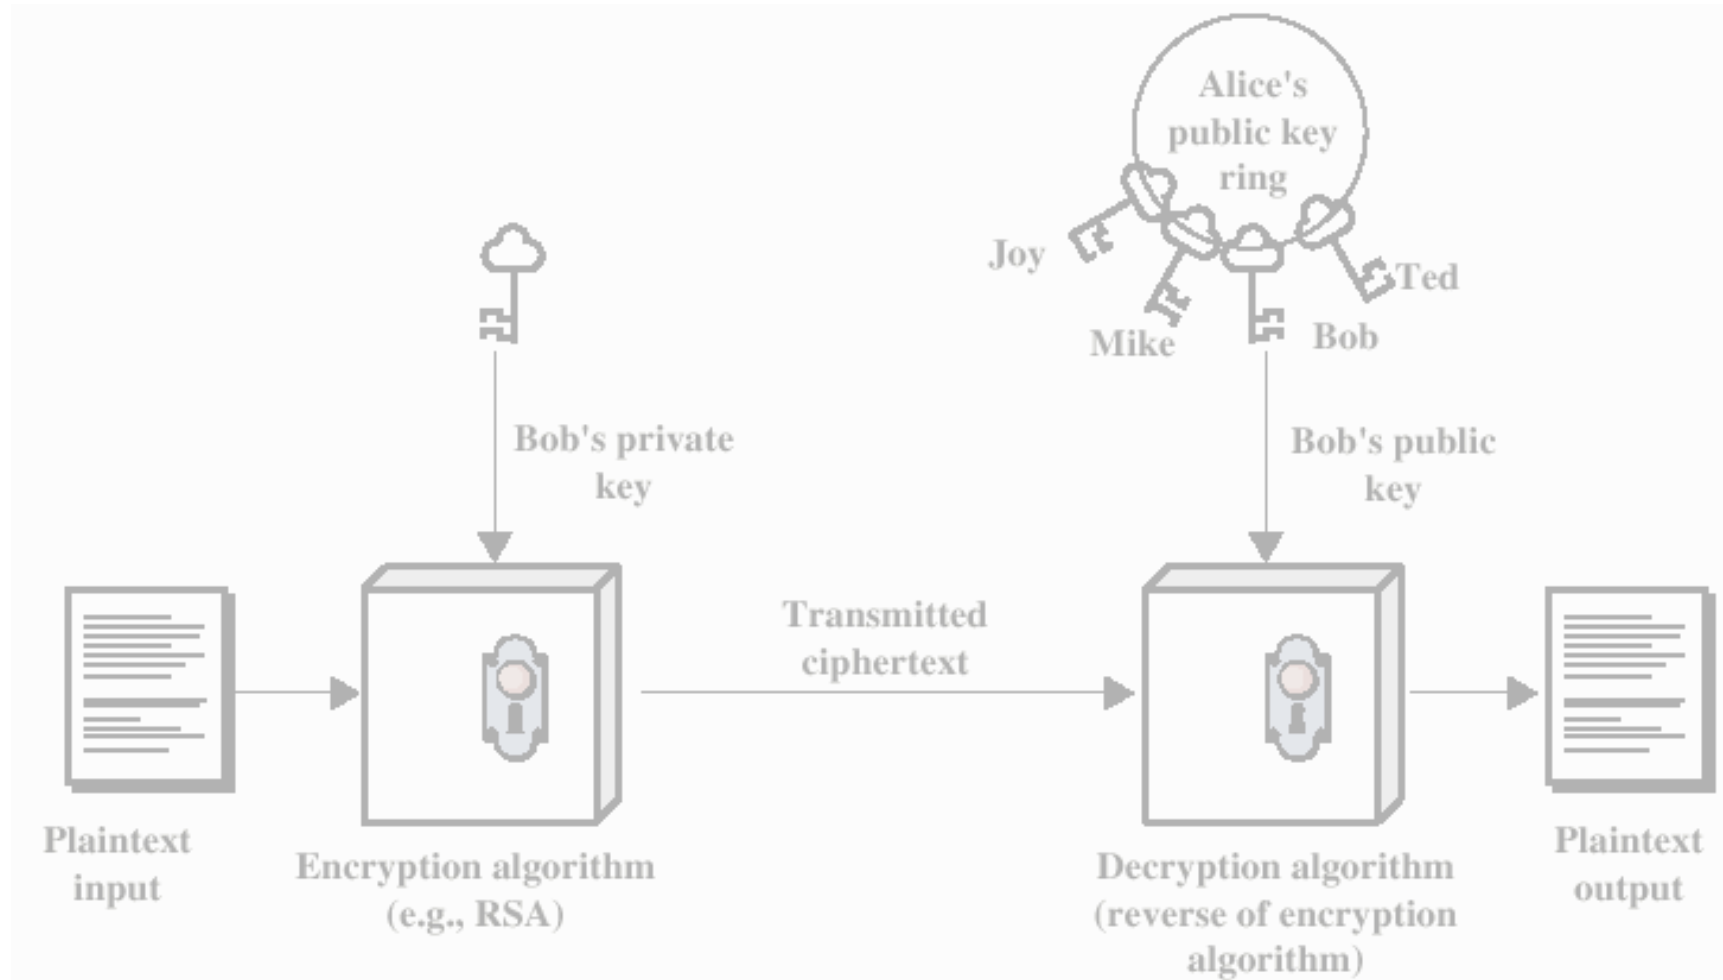 Alice's
public key
ring
Joy
Ted
Mike
Bob
Bob's private
key
Bob's public
key
Transmitted
ciphertext
Plaintext
input
Encryption algorithm
(e.g., RSA)
Decryption algorithm
(reverse of encryption
algorithm)
Plaintext
output